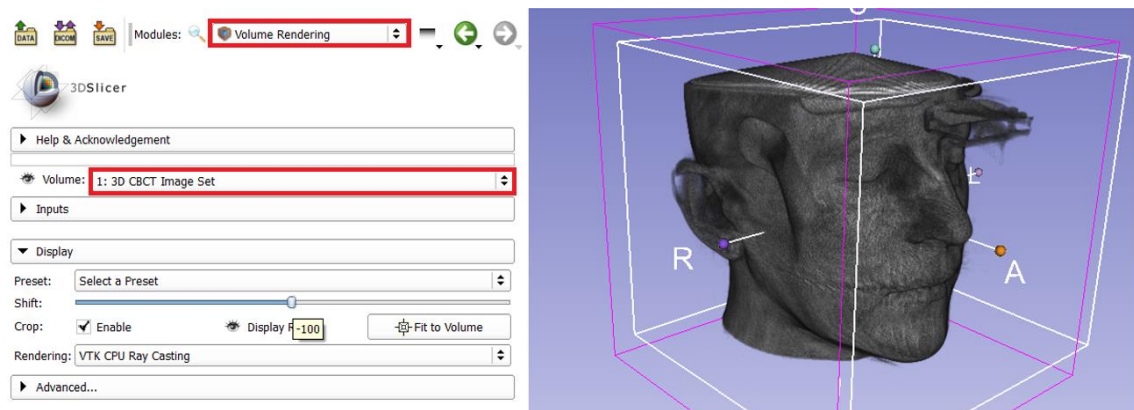 DATA DICOM SAVE Modules: Volume Rendering
3DSlicer
Help & Acknowledgement
Volume: 1: 3D CBCT Image Set
Inputs
Display
Preset: Select a Preset
Shift:
Crop: Enable Display -100 Fit to Volume
Rendering: VTK CPU Ray Casting
Advanced...
R
L
A